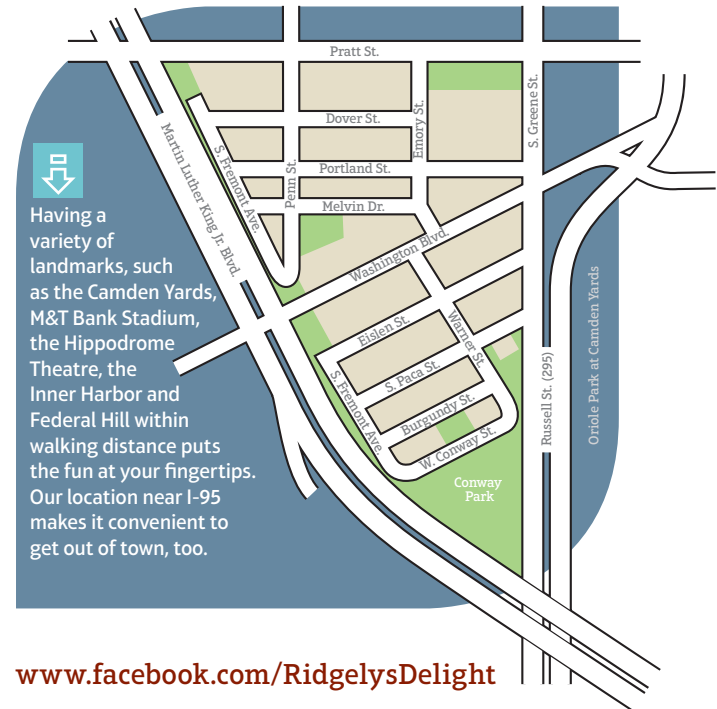 Pratt St.
S. Greene St.
Dover St.
Emory St.
Martin Luther King Jr. Blvd.
S. Fremont Ave.
Penn St.
Portland St.
Melvin Dr.
Washington Blvd.
Having a
variety of
landmarks, such
as the Camden Yards,
M&T Bank Stadium,
the Hippodrome
Theatre, the
Inner Harbor and
Federal Hill within
walking distance puts
the fun at your fingertips.
Our location near I-95
makes it convenient to
get out of town, too.
Eislen St.
Warner St.
S. Paca St.
S. Fremont Ave.
Burgundy St.
W. Conway St.
Russell St. (295)
Oriole Park at Camden Yards
Conway
Park
www.facebook.com/RidgelysDelight